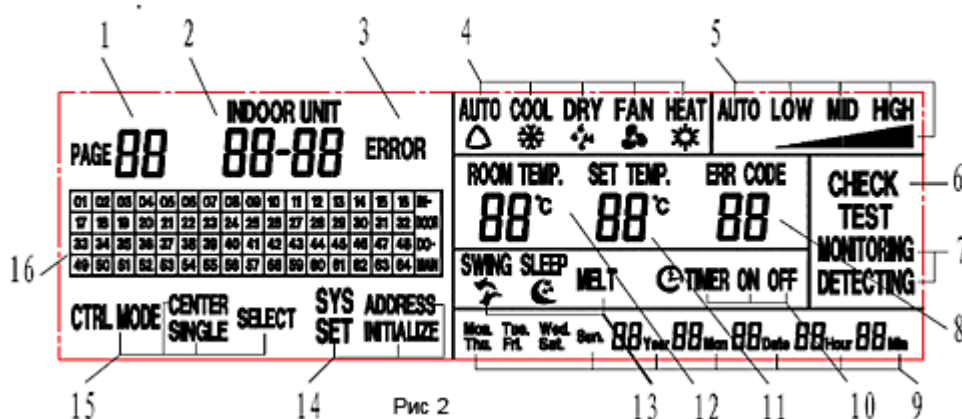 1 2 3 4 5
INDOOR UNIT
PAGE 88 88-88 ERROR
AUTO COOL DRY FAN HEAT
AUTO LOW MID HIGH
ROOM TEMP. SET TEMP. ERR CODE
88 °C 88 °C 88
CHECK 6
TEST
MONITORING 7
DETECTING
01 02 03 04 05 06 07 08 09 10 11 12 13 14 15 16 IN-
17 18 19 20 21 22 23 24 25 26 27 28 29 30 31 32 DOOR
33 34 35 36 37 38 39 40 41 42 43 44 45 46 47 48 DO-
49 50 51 52 53 54 55 56 57 58 59 60 61 62 63 64 MAN
16
SWING SLEEP MELT TIMER ON OFF
8
CTRL MODE CENTER SINGLE SELECT
SYS SET ADDRESS INITIALIZE
Mon. Tue. Wed. Sun. 88 Year 88 Mon 88 Date 88 Hour 88 Min
Thu. Fri. Sat.
15 14 Рис 2 13 12 11 10 9